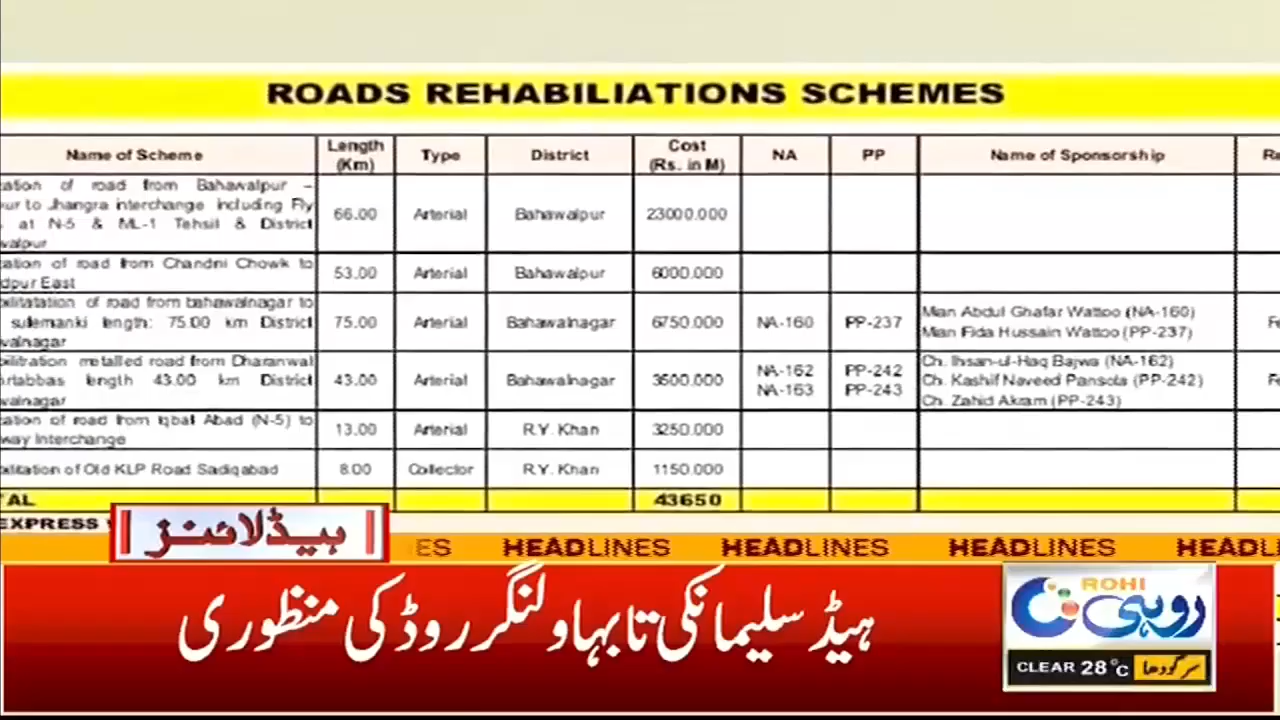 ROADS REHABILIATIONS SCHEMES
Name of Scheme Length (Km) Type District Cost (Rs. in M) NA PP Name of Sponsorship
ation of road from Bahawalpur –
ur to Jhangra interchange including Fly
at N-5 & ML-1 Tehsil & District
walpur
66.00 Arterial Bahawalpur 23000.000
ation of road from Chandni Chowk to
dpur East
53.00 Arterial Bahawalpur 6000.000
bilitatation of road from bahawalnagar to
sulemanki length: 75.00 km District
walnagar
75.00 Arterial Bahawalnagar 6750.000 NA-160 PP-237
Mian Abdul Ghafar Wattoo (NA-160)
Mian Fida Hussain Wattoo (PP-237)
bilitration metalled road from Dharanwal
rtabbas length 43.00 km District
walnagar
43.00 Arterial Bahawalnagar 3500.000
NA-162 PP-242
NA-163 PP-243
Ch. Ihsan-ul-Haq Bajwa (NA-162)
Ch. Kashif Naveed Pansota (PP-242)
Ch. Zahid Akram (PP-243)
ation of road from Iqbal Abad (N-5) to
way Interchange
13.00 Arterial R.Y. Khan 3250.000
bilitation of Old KLP Road Sadiqabad 8.00 Collector R.Y. Khan 1150.000
TAL 43650
EXPRESS
ہیڈلائنز
ES HEADLINES HEADLINES HEADLINES HEADL
ہیڈ سلیمانکی تا بہاولنگر روڈ کی منظوری
ROHI
روہی
CLEAR 28°C سرگودھا